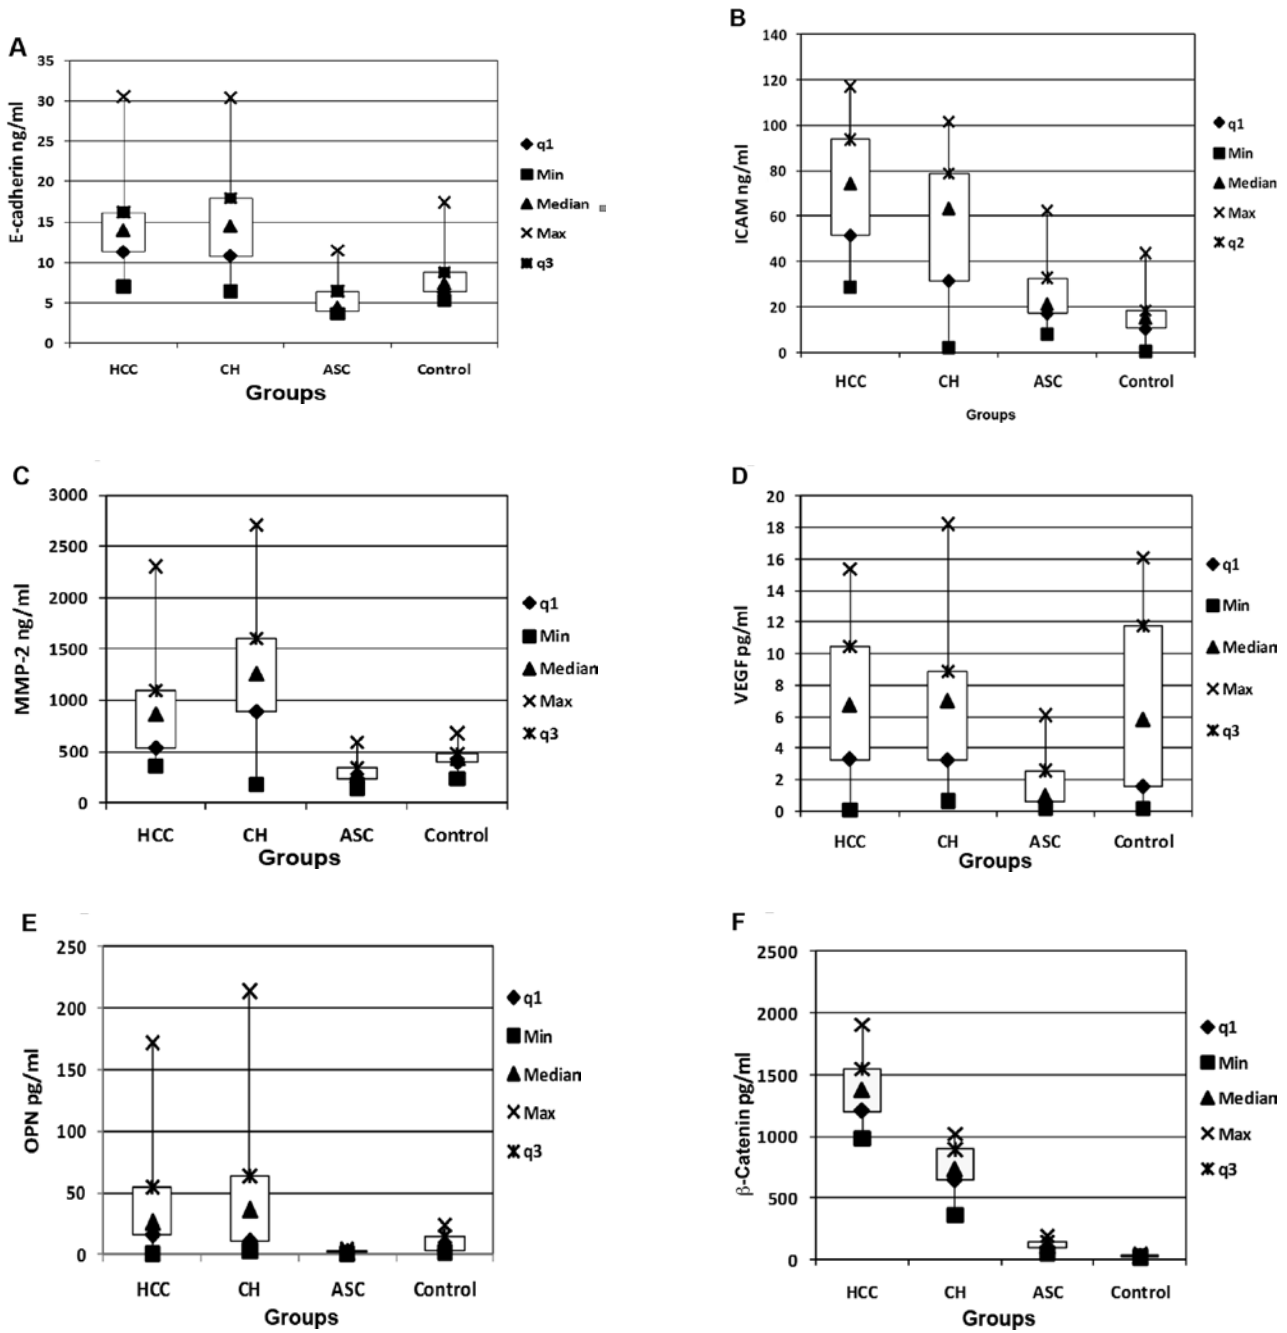 A
35
30
25
20
15
10
5
0
E-cadherin ng/ml
HCC
CH
ASC
Control
Groups
q1
Min
Median
Max
q3
B
140
120
100
80
60
40
20
0
ICAM ng/ml
HCC
CH
ASC
Control
Groups
q1
Min
Median
Max
q2
C
3000
2500
2000
1500
1000
500
0
MMP-2 ng/ml
HCC
CH
ASC
Control
Groups
q1
Min
Median
Max
q3
D
20
18
16
14
12
10
8
6
4
2
0
VEGF pg/ml
HCC
CH
ASC
Control
Groups
q1
Min
Median
Max
q3
E
250
200
150
100
50
0
OPN pg/ml
HCC
CH
ASC
Control
Groups
q1
Min
Median
Max
q3
F
2500
2000
1500
1000
500
0
β-Catenin pg/ml
HCC
CH
ASC
Control
Groups
q1
Min
Median
Max
q3